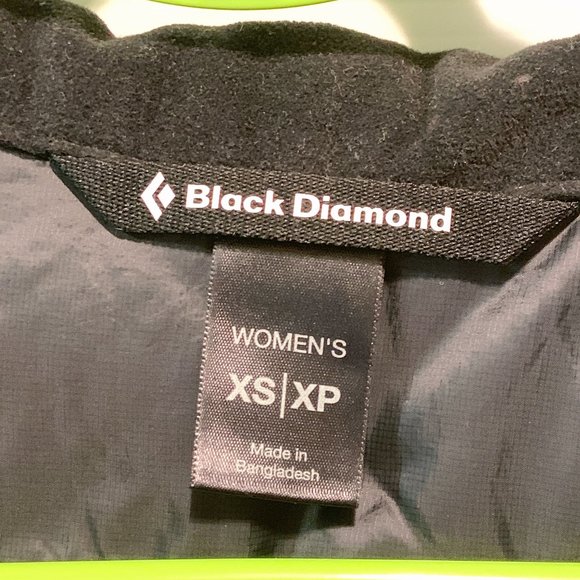 Black Diamond
WOMEN'S
XS|XP
Made in
Bangladesh